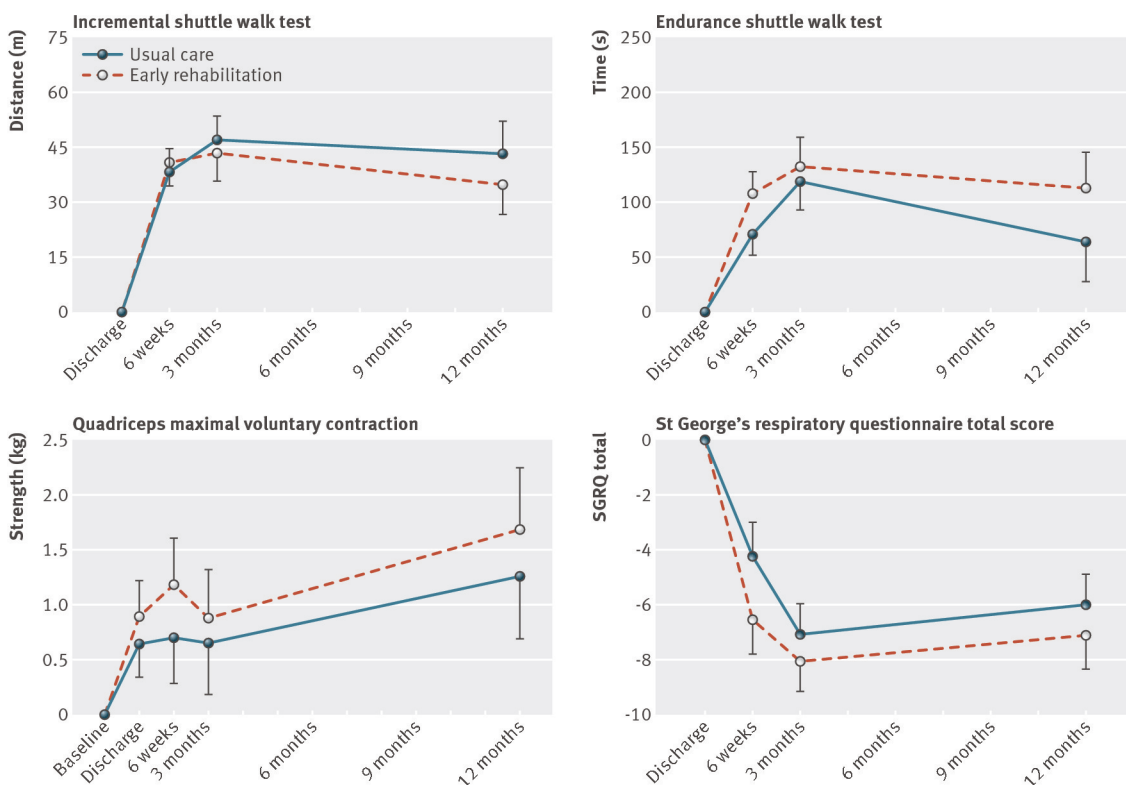 Incremental shuttle walk test
Distance (m)
75
60
45
30
15
0
Usual care
Early rehabilitation
Discharge
6 weeks
3 months
6 months
9 months
12 months
Endurance shuttle walk test
Time (s)
250
200
150
100
50
0
Discharge
6 weeks
3 months
6 months
9 months
12 months
Quadriceps maximal voluntary contraction
Strength (kg)
2.5
2.0
1.5
1.0
0.5
0
Baseline
Discharge
6 weeks
3 months
6 months
9 months
12 months
St George's respiratory questionnaire total score
SGRQ total
0
-2
-4
-6
-8
-10
Discharge
6 weeks
3 months
6 months
9 months
12 months